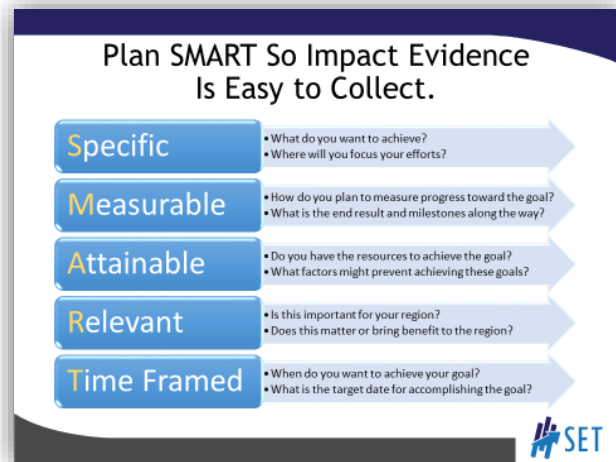 Plan SMART So Impact Evidence
Is Easy to Collect.
Specific
• What do you want to achieve?
• Where will you focus your efforts?
Measurable
• How do you plan to measure progress toward the goal?
• What is the end result and milestones along the way?
Attainable
• Do you have the resources to achieve the goal?
• What factors might prevent achieving these goals?
Relevant
• Is this important for your region?
• Does this matter or bring benefit to the region?
Time Framed
• When do you want to achieve your goal?
• What is the target date for accomplishing the goal?
SET